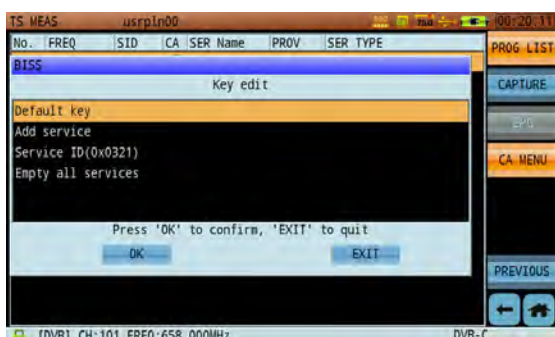 TS MEAS usrpln00 75Ω 00:20:11
No. FREQ SID CA SER Name PROV SER TYPE
PROG LIST
BISS
Key edit
CAPTURE
Default key
EPG
Add service
Service ID(0x0321)
CA MENU
Empty all services
Press 'OK' to confirm, 'EXIT' to quit
OK EXIT
PREVIOUS
[DVB] CH:101 FREQ:658.000MHz DVB-C